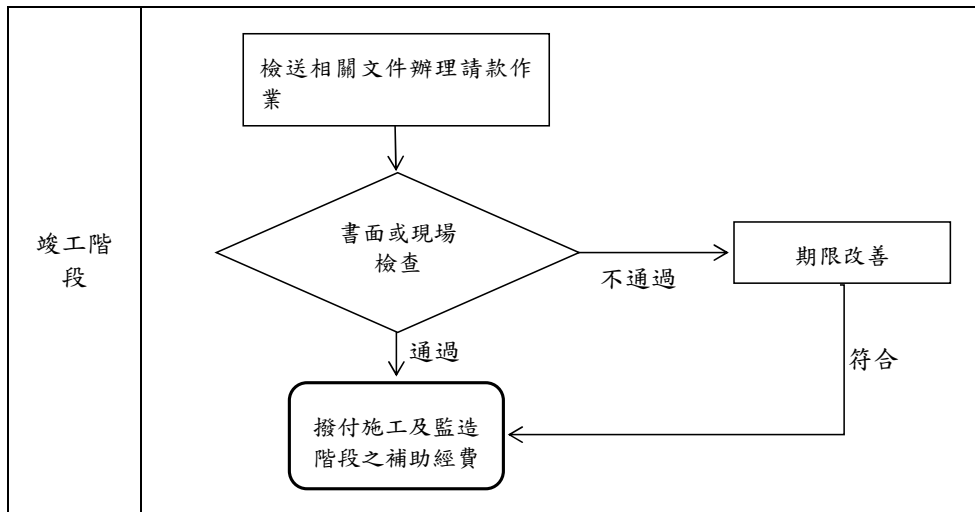 檢送相關文件辦理請款作
業
竣工階
段
書面或現場
檢查
不通過
期限改善
通過
符合
撥付施工及監造
階段之補助經費